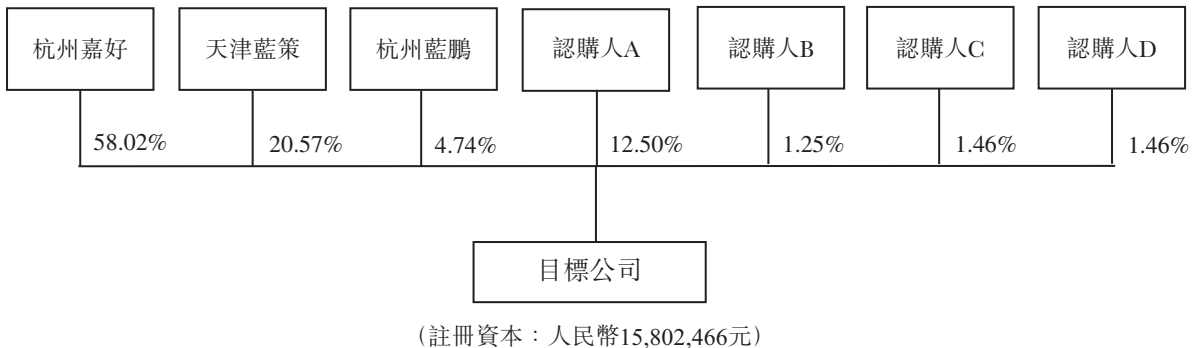 杭州嘉好 天津藍策 杭州藍鵬 認購人A 認購人B 認購人C 認購人D
58.02% 20.57% 4.74% 12.50% 1.25% 1.46% 1.46%
目標公司
（註冊資本：人民幣15,802,466元）